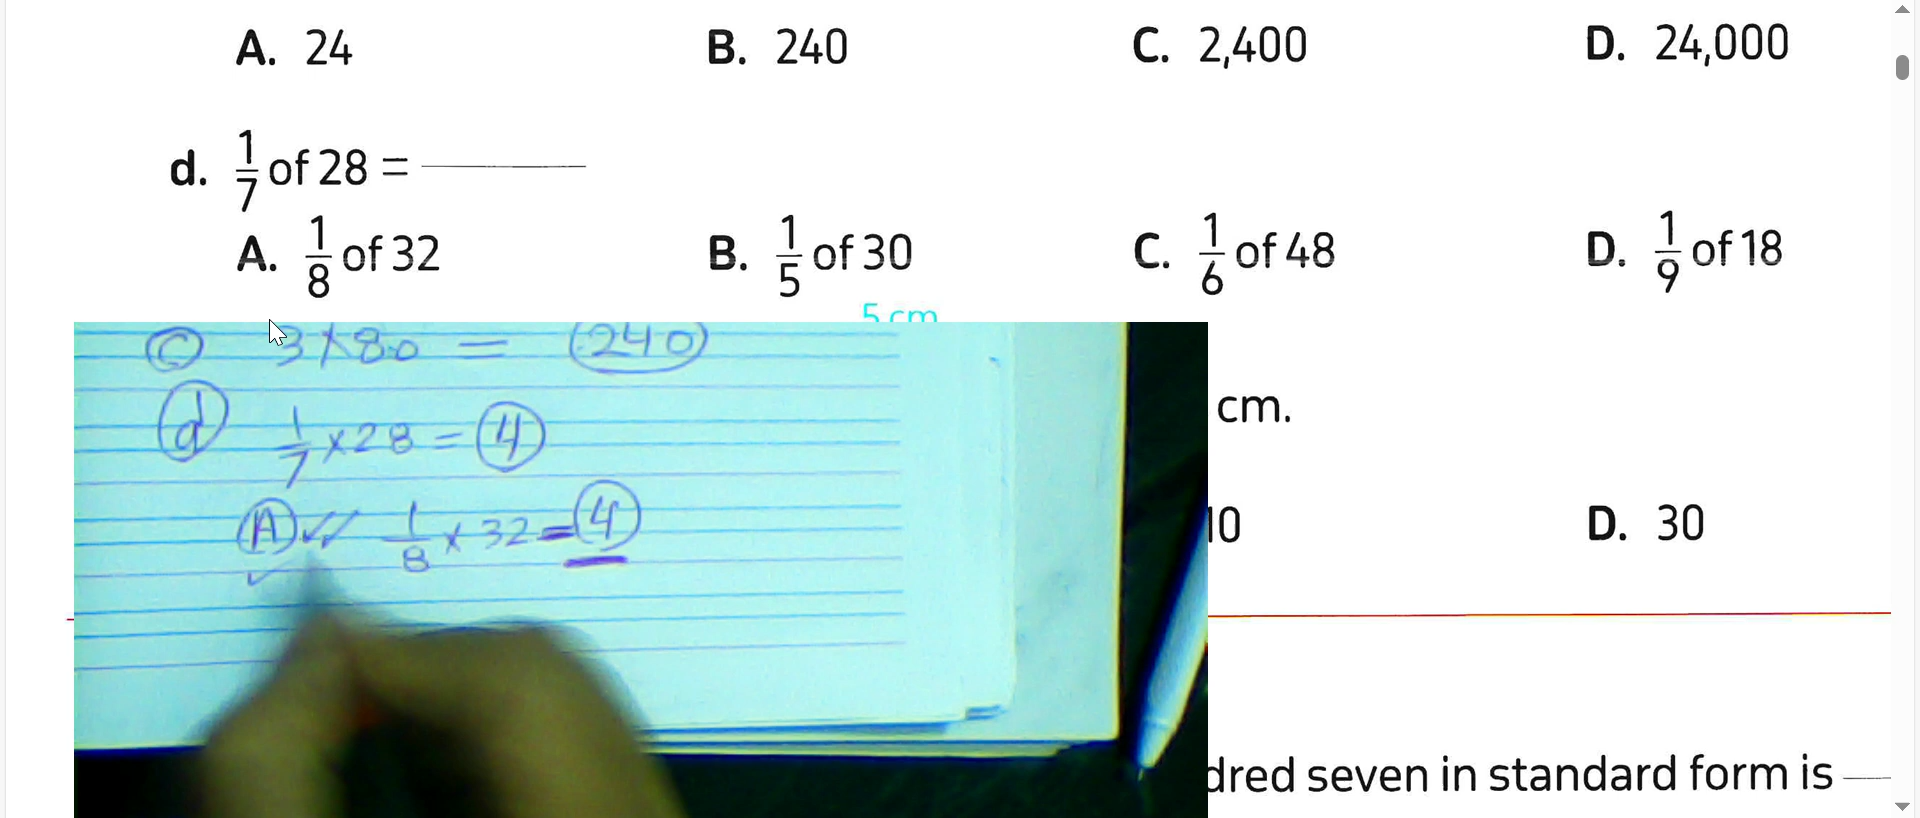 A. 24 B. 240 C. 2,400 D. 24,000
d. 1/7 of 28 =
A. 1/8 of 32 B. 1/5 of 30 C. 1/6 of 48 D. 1/9 of 18
5 cm
C 3 x 80 = 240
d 1/7 x 28 = 4
cm.
A 1/8 x 32 = 4
10 D. 30
dred seven in standard form is